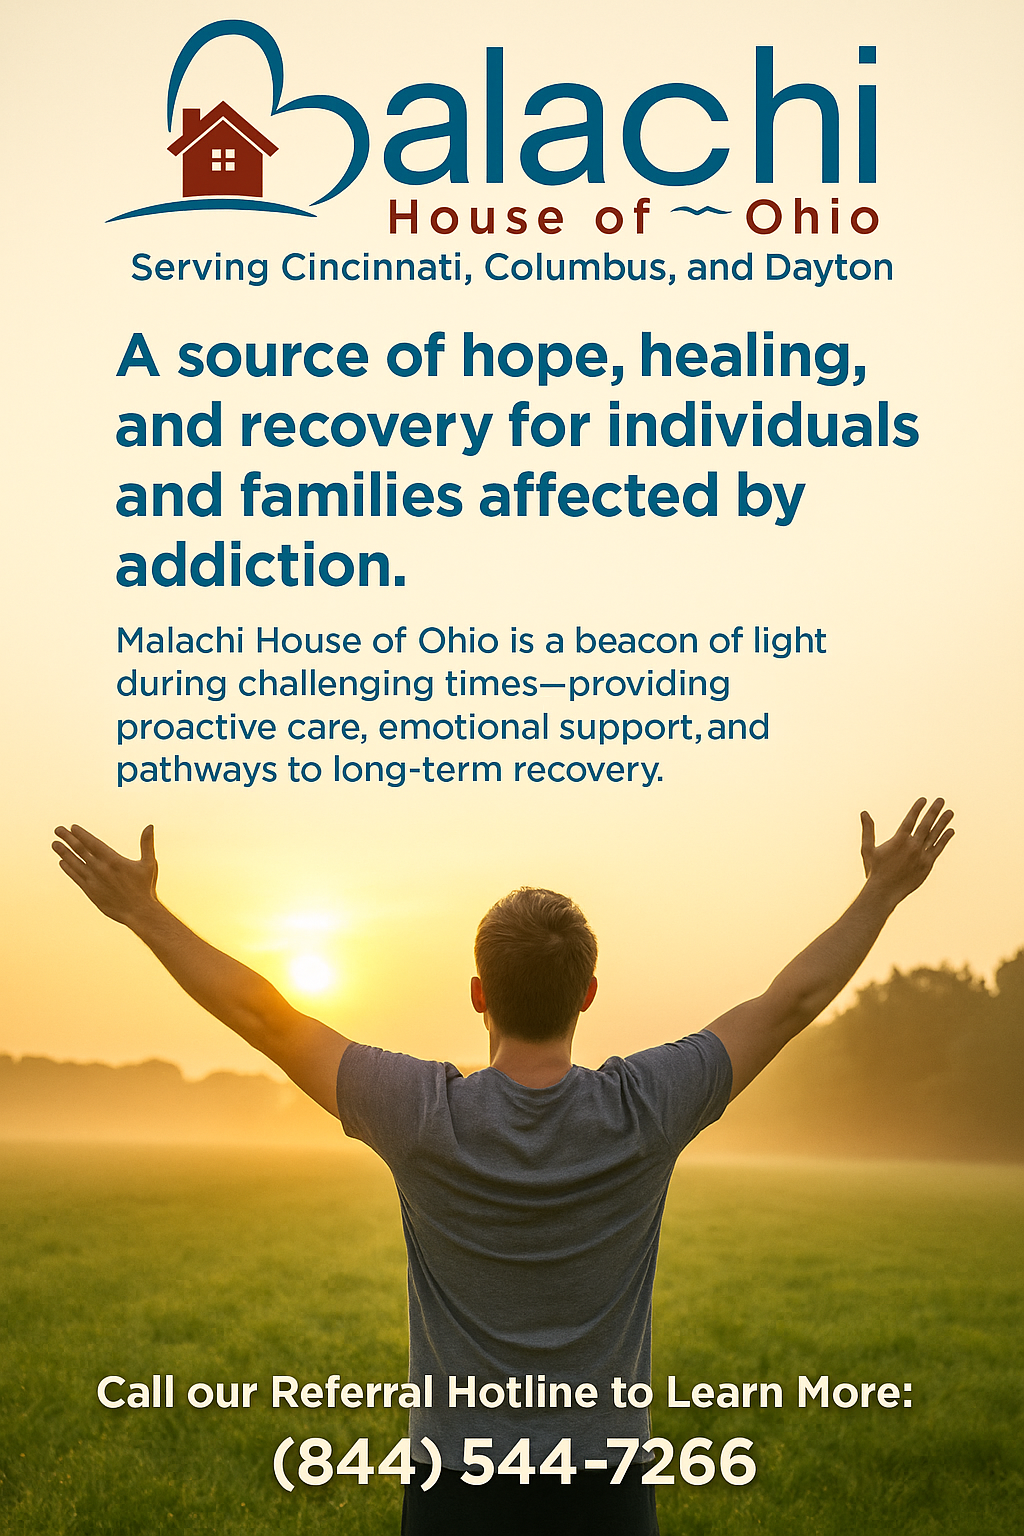 Malachi
House of Ohio
Serving Cincinnati, Columbus, and Dayton
A source of hope, healing,
and recovery for individuals
and families affected by
addiction.
Malachi House of Ohio is a beacon of light
during challenging times—providing
proactive care, emotional support, and
pathways to long-term recovery.
Call our Referral Hotline to Learn More:
(844) 544-7266